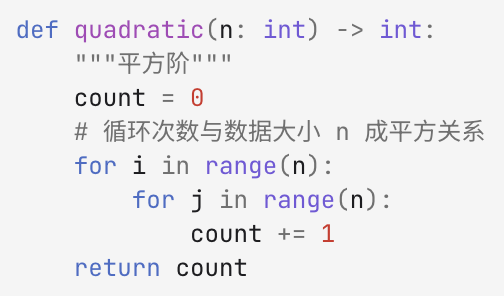 def quadratic(n: int) -> int:
    """平方阶"""
    count = 0
    # 循环次数与数据大小 n 成平方关系
    for i in range(n):
        for j in range(n):
            count += 1
    return count